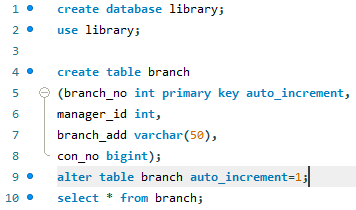 1 create database library;
2 use library;
3
4 create table branch
5 (branch_no int primary key auto_increment,
6 manager_id int,
7 branch_add varchar(50),
8 con_no bigint);
9 alter table branch auto_increment=1;
10 select * from branch;